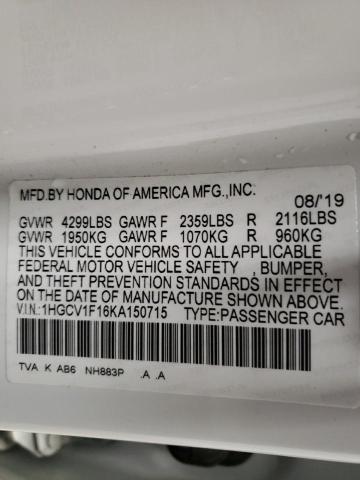 MFD.BY HONDA OF AMERICA MFG.,INC.
08/'19
GVWR 4299LBS GAWR F 2359LBS R 2116LBS
GVWR 1950KG GAWR F 1070KG R 960KG
THIS VEHICLE CONFORMS TO ALL APPLICABLE
FEDERAL MOTOR VEHICLE SAFETY , BUMPER,
AND THEFT PREVENTION STANDARDS IN EFFECT
ON THE DATE OF MANUFACTURE SHOWN ABOVE.
V.I.N.:1HGCV1F16KA150715 TYPE:PASSENGER CAR
TVA K AB6 NH883P .A .A